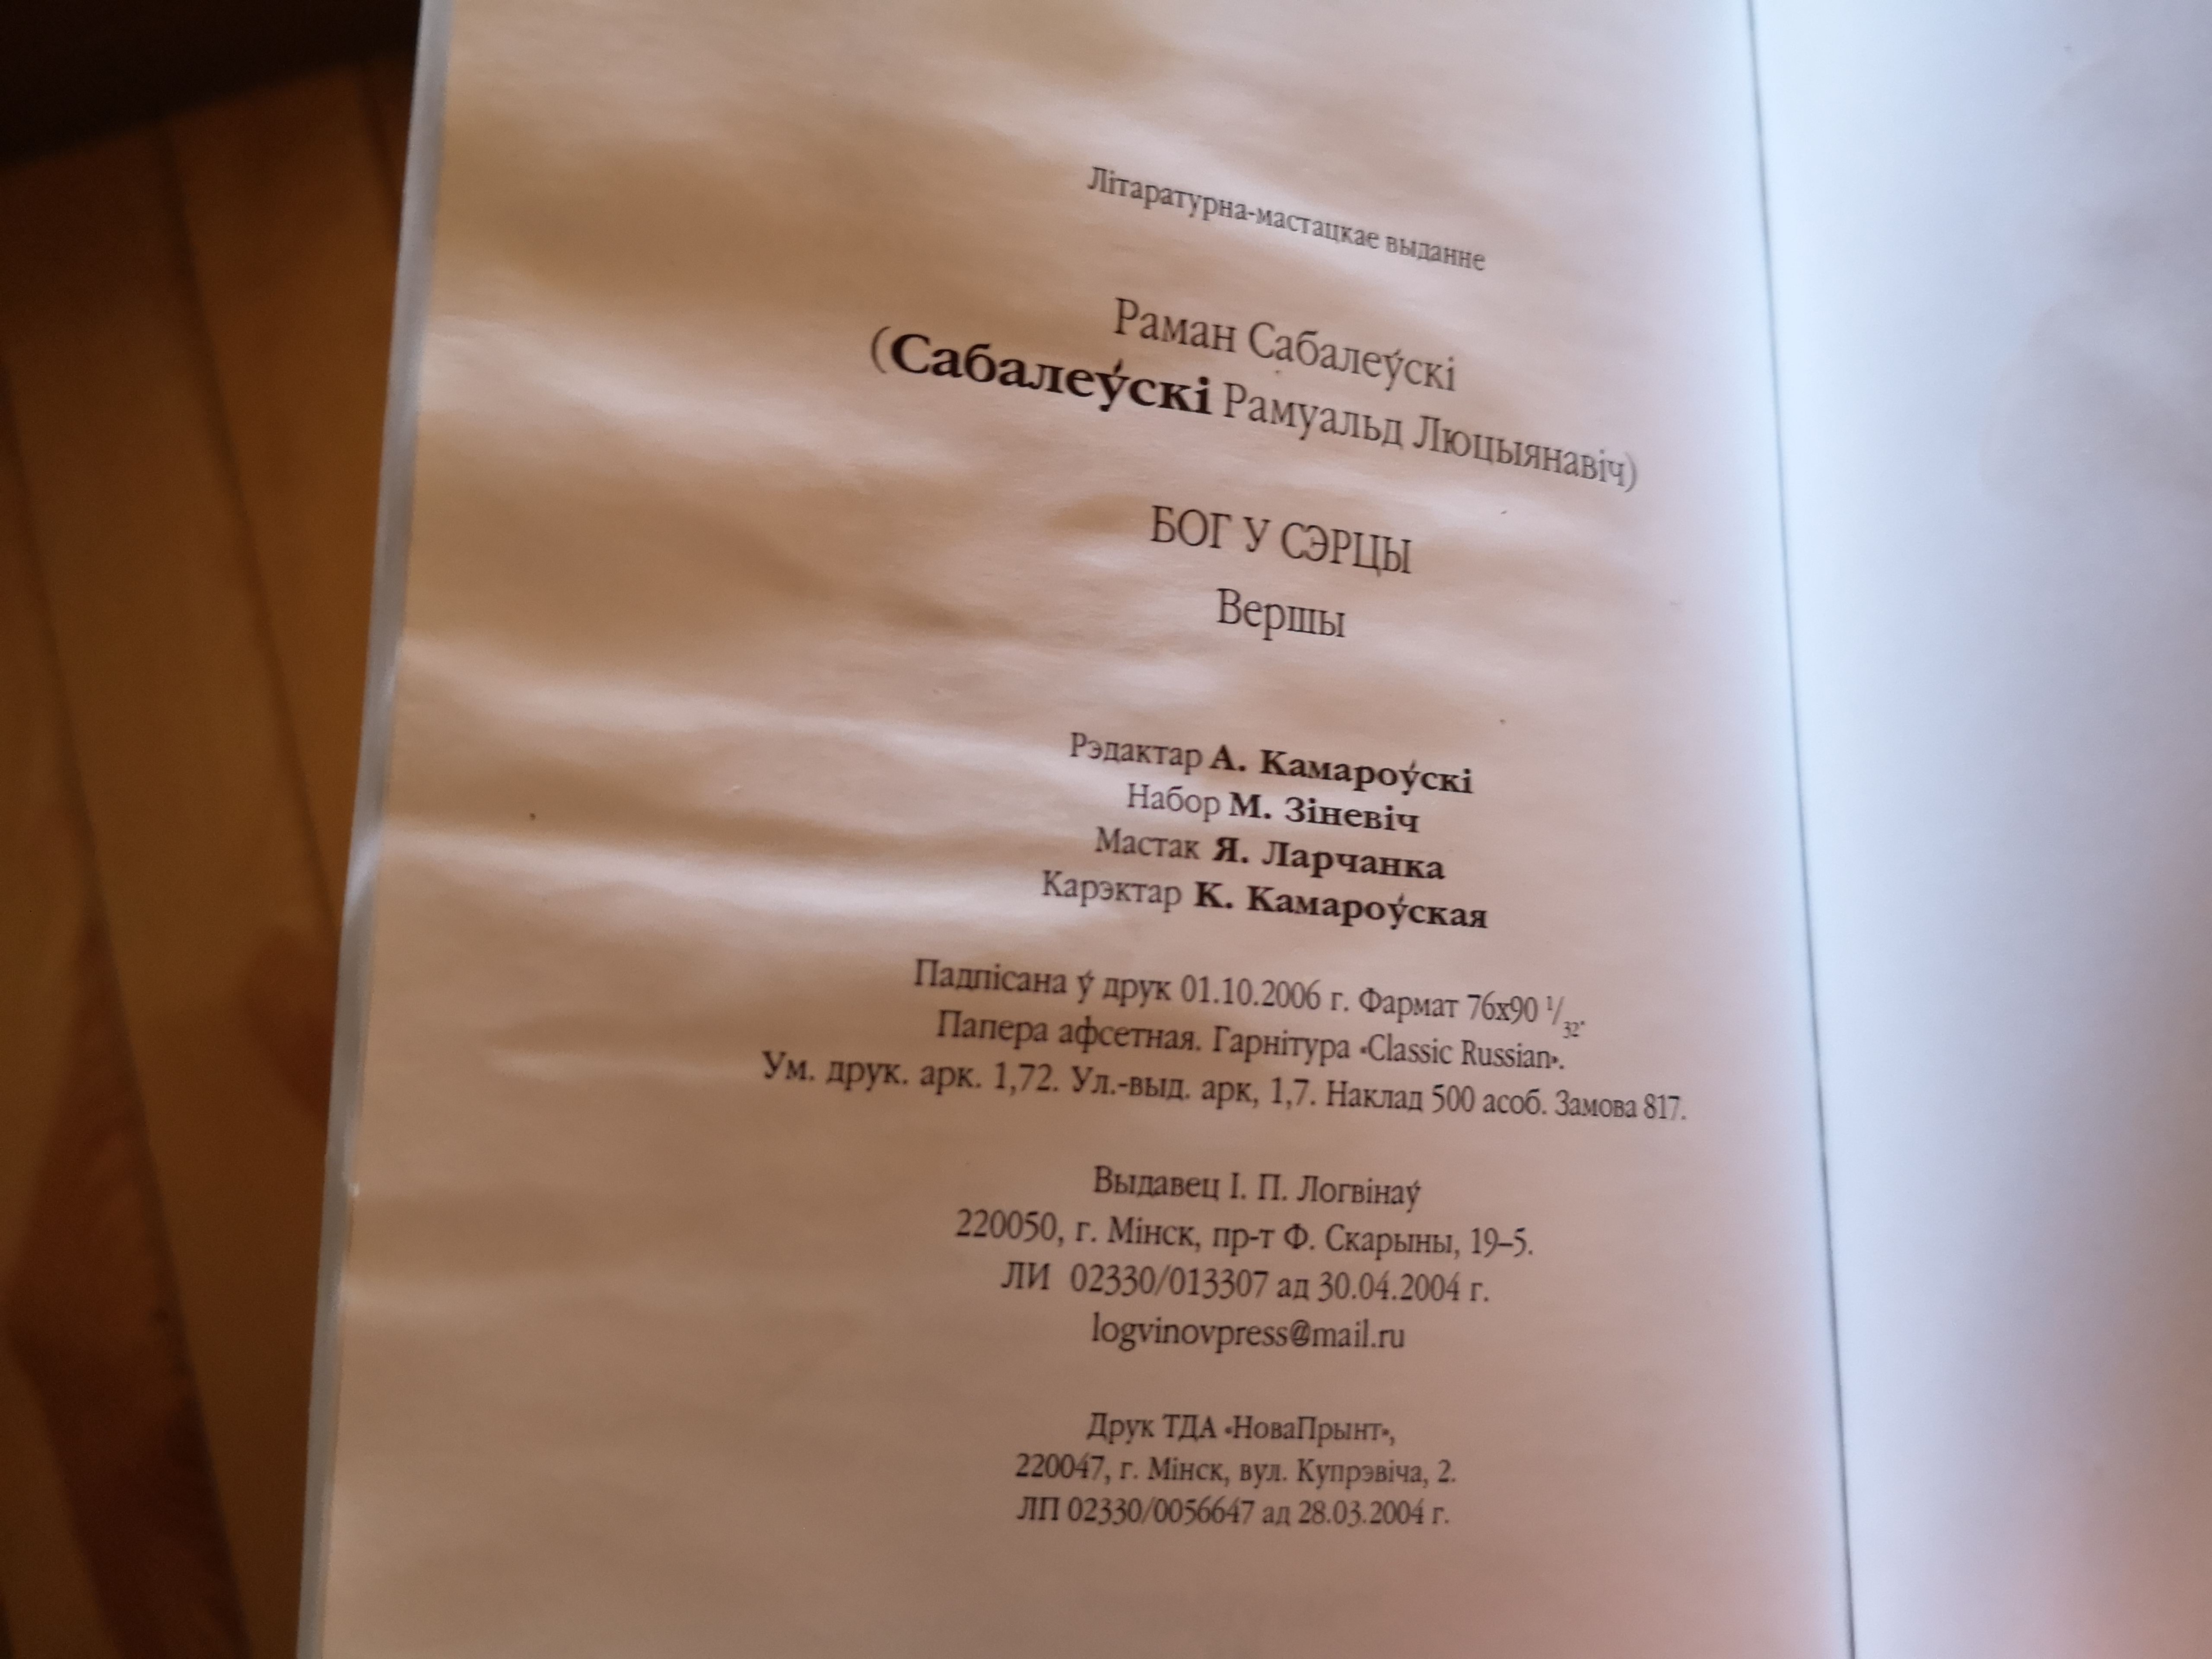 Літаратурна-мастацкае выданне
Раман Сабалеўскі
(Сабалеўскі Рамуальд Люцыянавіч)
БОГ У СЭРЦЫ
Вершы
Рэдактар А. Камароўскі
Набор М. Зіневіч
Мастак Я. Ларчанка
Карэктар К. Камароўская
Падпісана ў друк 01.10.2006 г. Фармат 76х90 1/32.
Папера афсетная. Гарнітура «Classic Russian».
Ум. друк. арк. 1,72. Ул.-выд. арк, 1,7. Наклад 500 асоб. Замова 817.
Выдавец І. П. Логвінаў
220050, г. Мінск, пр-т Ф. Скарыны, 19–5.
ЛИ 02330/013307 ад 30.04.2004 г.
logvinovpress@mail.ru
Друк ТДА «НоваПрынт»,
220047, г. Мінск, вул. Купрэвіча, 2.
ЛП 02330/0056647 ад 28.03.2004 г.